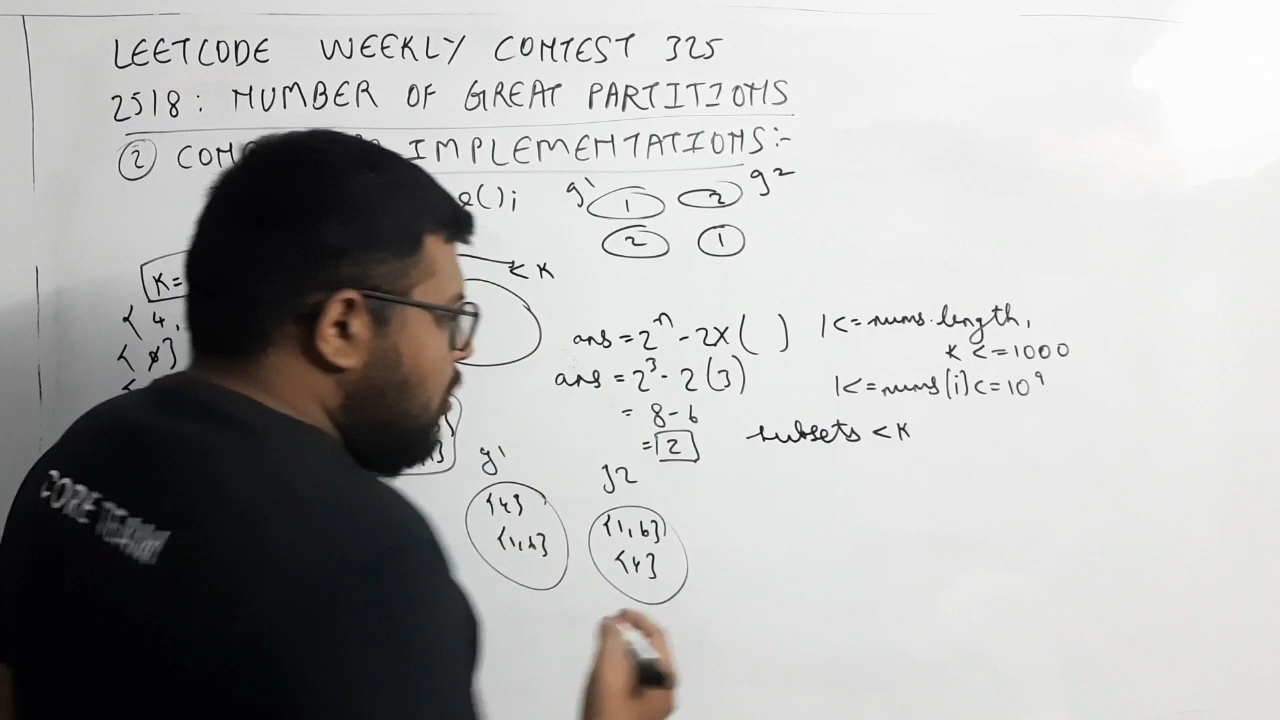 LEETCODE WEEKLY CONTEST 325
2518: NUMBER OF GREAT PARTITIONS
② IMPLEMENTATIONS:-
e(); g1 1 2 g2
2 1
K= < K
{4,
{ø}
ans = 2^n - 2x( ) 1<=nums.length,
K <=1000
ans = 2^3 - 2(3) 1<=nums[i]<=10^9
= 8-6
= 2 subsets < K
g1 g2
{4} {1,6}
{4}
CORE TEAM